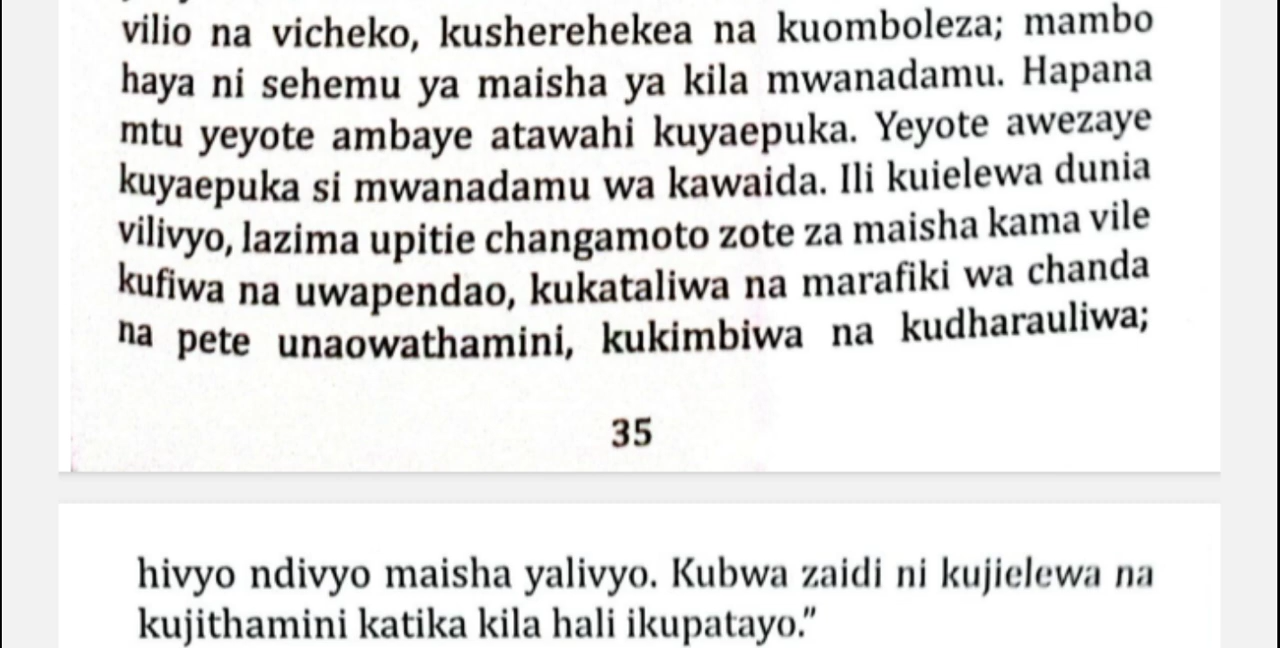 vilio na vicheko, kusherehekea na kuomboleza; mambo
haya ni sehemu ya maisha ya kila mwanadamu. Hapana
mtu yeyote ambaye atawahi kuyaepuka. Yeyote awezaye
kuyaepuka si mwanadamu wa kawaida. Ili kuielewa dunia
vilivyo, lazima upitie changamoto zote za maisha kama vile
kufiwa na uwapendao, kukataliwa na marafiki wa chanda
na pete unaowathamini, kukimbiwa na kudharauliwa;
35
hivyo ndivyo maisha yalivyo. Kubwa zaidi ni kujielewa na
kujithamini katika kila hali ikupatayo.”